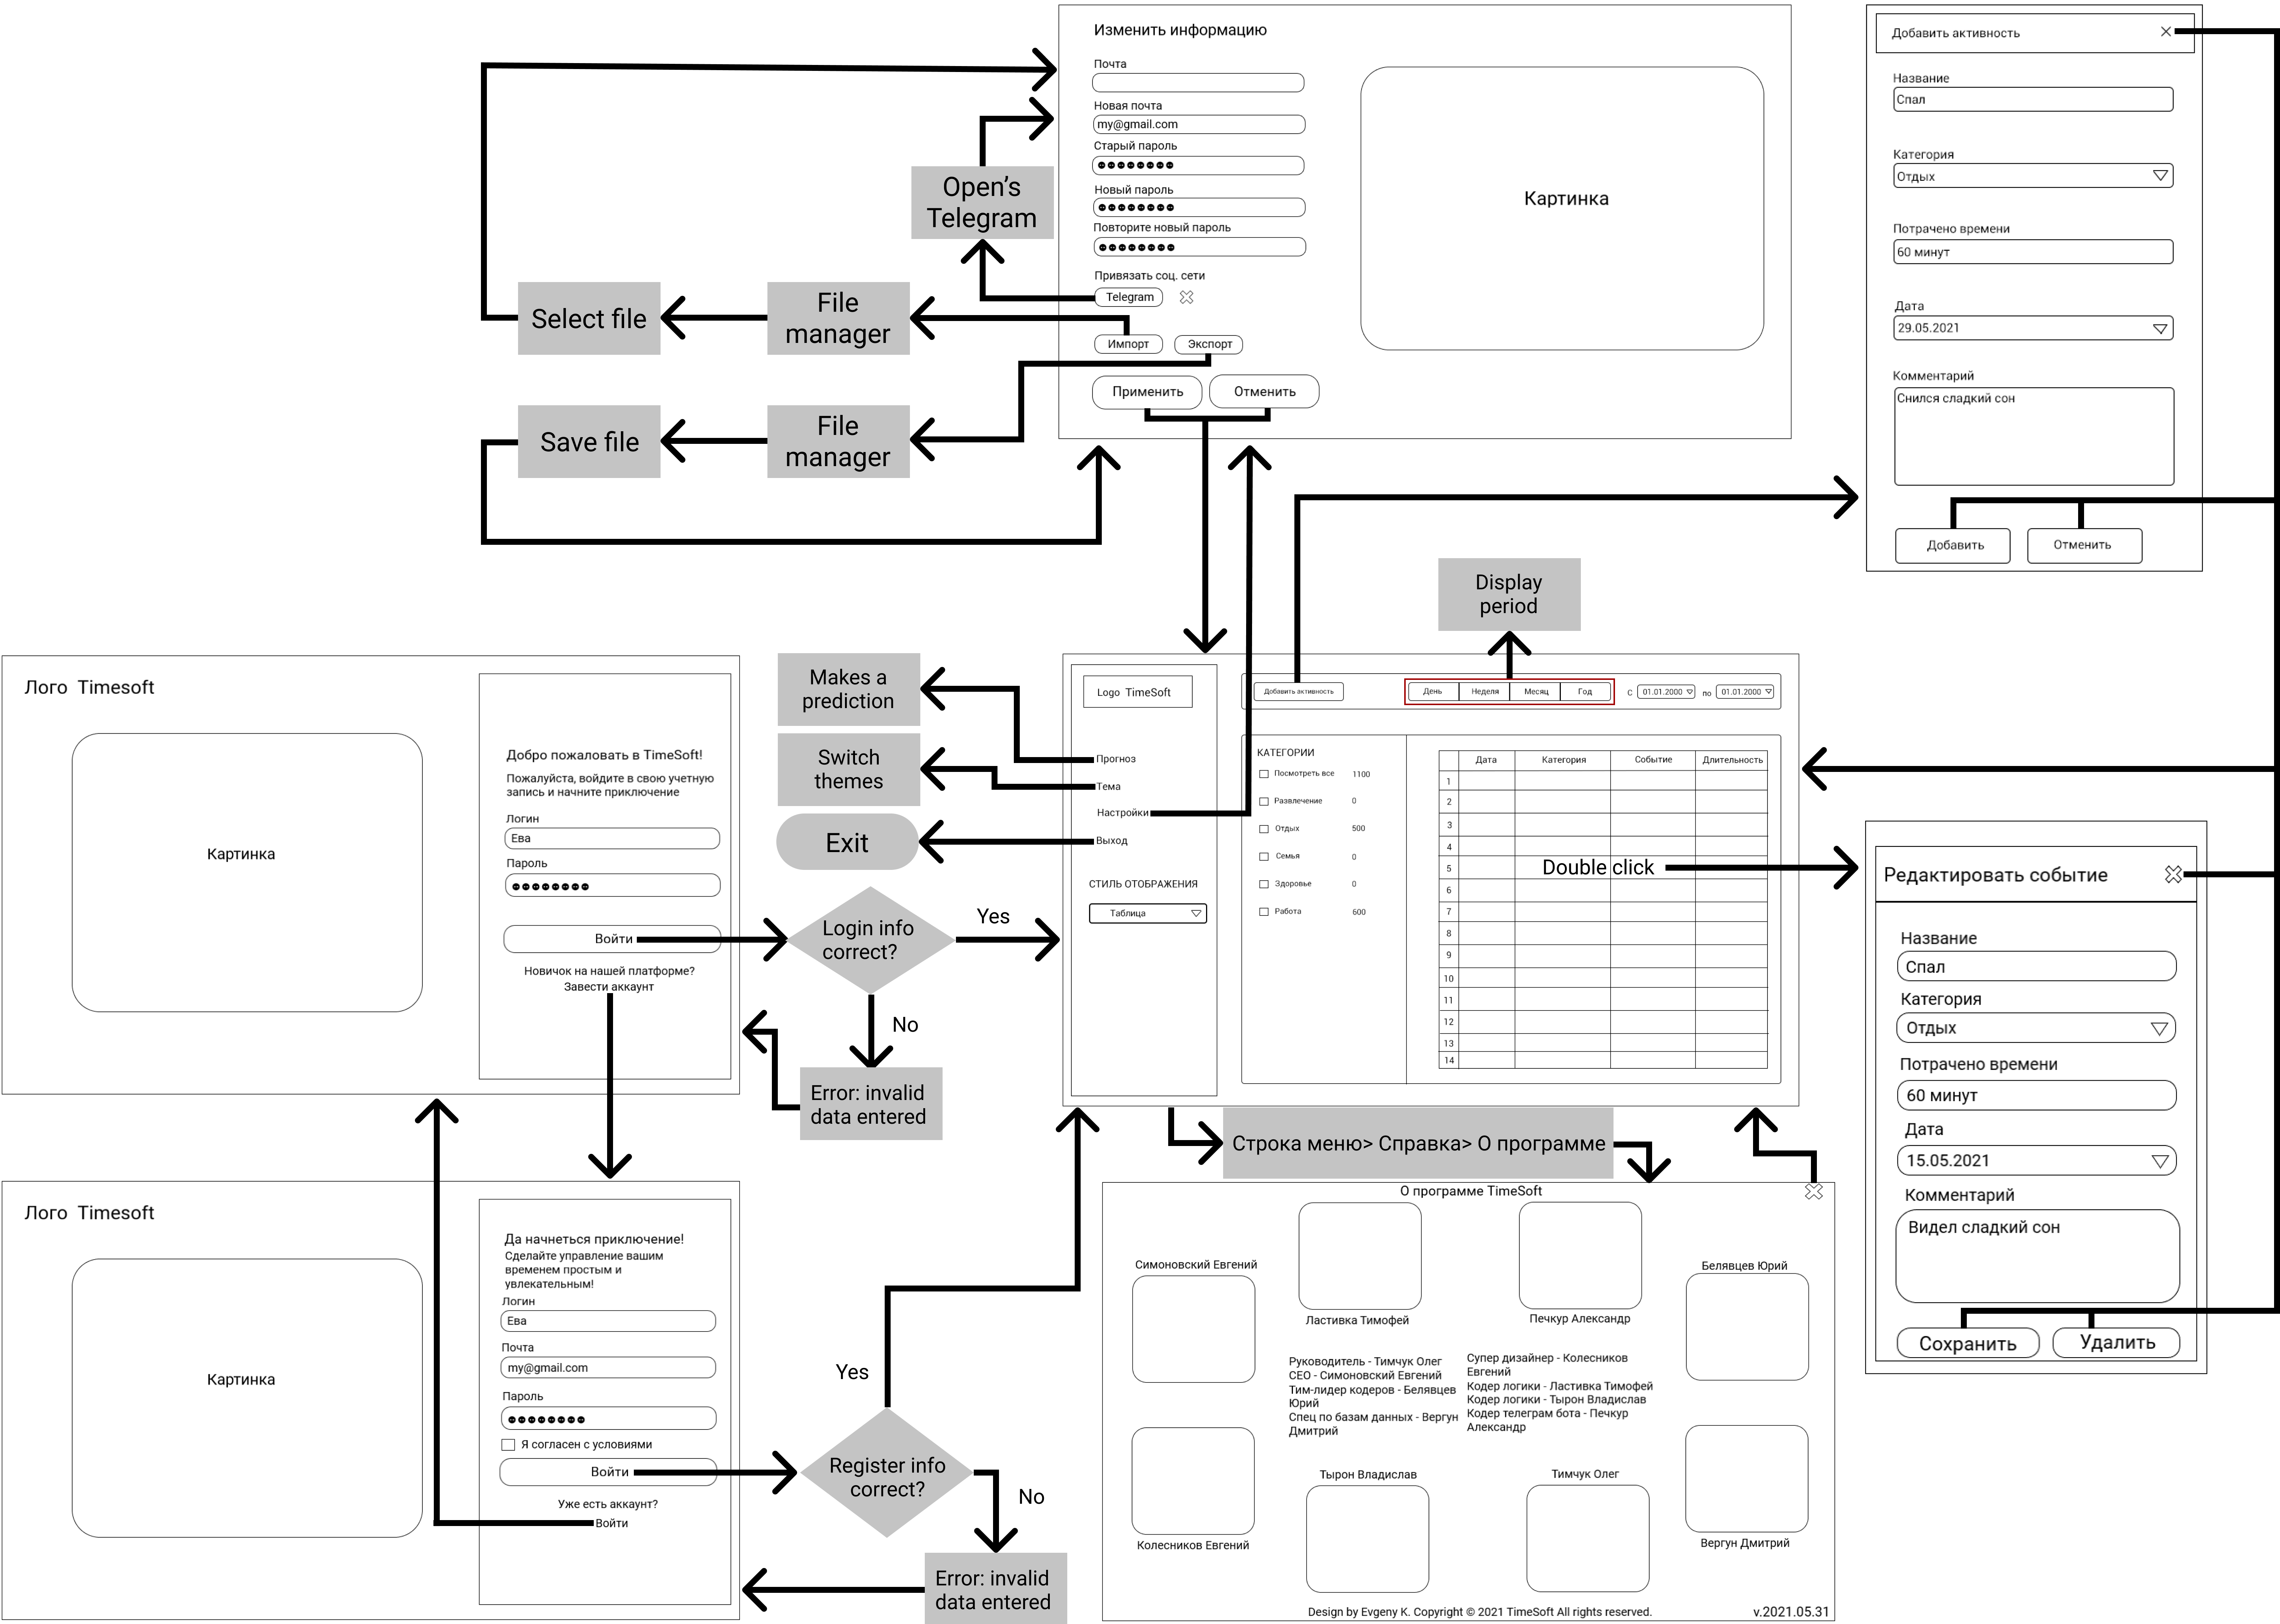 Изменить информацию
Почта
Новая почта
my@gmail.com
Старый пароль
Новый пароль
Повторите новый пароль
Привязать соц. сети
Telegram
Импорт
Экспорт
Применить
Отменить
Картинка
Open's
Telegram
File
manager
Select file
File
manager
Save file
Добавить активность
Название
Спал
Категория
Отдых
Потрачено времени
60 минут
Дата
29.05.2021
Комментарий
Снился сладкий сон
Добавить
Отменить
Display
period
Лого Timesoft
Картинка
Добро пожаловать в TimeSoft!
Пожалуйста, войдите в свою учетную
запись и начните приключение
Логин
Ева
Пароль
Войти
Новичок на нашей платформе?
Завести аккаунт
Makes a
prediction
Switch
themes
Exit
Login info
correct?
Yes
No
Error: invalid
data entered
Logo TimeSoft
Прогноз
Тема
Настройки
Выход
СТИЛЬ ОТОБРАЖЕНИЯ
Таблица
Добавить активность
День
Неделя
Месяц
Год
С
01.01.2000
по
01.01.2000
КАТЕГОРИИ
Посмотреть все 1100
Развлечение 0
Отдых 500
Семья 0
Здоровье 0
Работа 600
Дата
Категория
Событие
Длительность
1
2
3
4
5
6
7
8
9
10
11
12
13
14
Double click
Редактировать событие
Название
Спал
Категория
Отдых
Потрачено времени
60 минут
Дата
15.05.2021
Комментарий
Видел сладкий сон
Сохранить
Удалить
Строка меню> Справка> О программе
Лого Timesoft
Картинка
Да начнеться приключение!
Сделайте управление вашим
временем простым и
увлекательным!
Логин
Ева
Почта
my@gmail.com
Пароль
Я согласен с условиями
Войти
Уже есть аккаунт?
Войти
Yes
Register info
correct?
No
Error: invalid
data entered
О программе TimeSoft
Симоновский Евгений
Ластивка Тимофей
Печкур Александр
Белявцев Юрий
Руководитель - Тимчук Олег
СЕО - Симоновский Евгений
Тим-лидер кодеров - Белявцев
Юрий
Спец по базам данных - Вергун
Дмитрий
Супер дизайнер - Колесников
Евгений
Кодер логики - Ластивка Тимофей
Кодер логики - Тырон Владислав
Кодер телеграм бота - Печкур
Александр
Тырон Владислав
Тимчук Олег
Колесников Евгений
Вергун Дмитрий
Design by Evgeny K. Copyright © 2021 TimeSoft All rights reserved.
v.2021.05.31